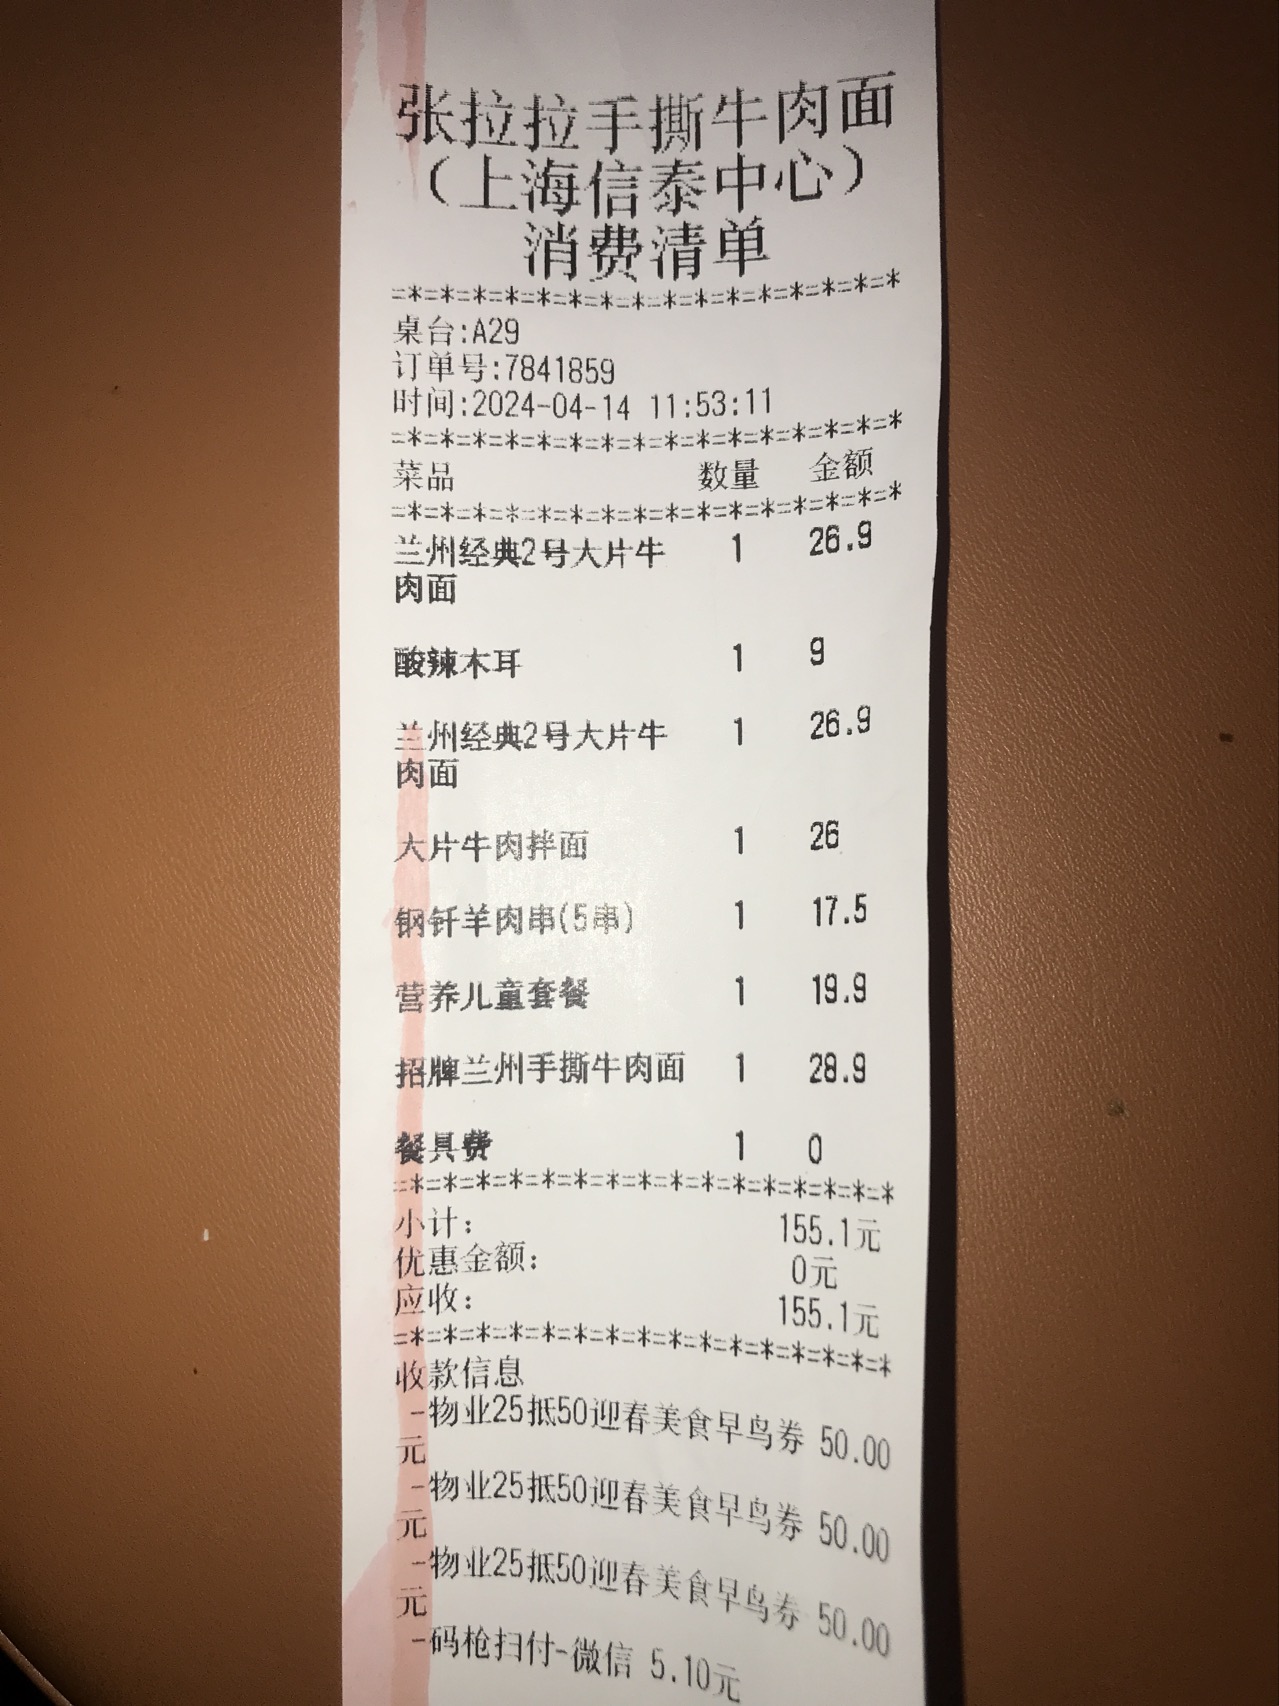 张拉拉手撕牛肉面
（上海信泰中心）
消费清单
=*=*=*=*=*=*=*=*=*=*=*=*=*=*=*=*
桌台:A29
订单号:7841859
时间:2024-04-14 11:53:11
=*=*=*=*=*=*=*=*=*=*=*=*=*=*=*=*
菜品 数量 金额
=*=*=*=*=*=*=*=*=*=*=*=*=*=*=*=*
兰州经典2号大片牛 1 26.9
肉面
酸辣木耳 1 9
兰州经典2号大片牛 1 26.9
肉面
大片牛肉拌面 1 26
钢钎羊肉串(5串) 1 17.5
营养儿童套餐 1 19.9
招牌兰州手撕牛肉面 1 28.9
餐具费 1 0
=*=*=*=*=*=*=*=*=*=*=*=*=*=*=*=*
小计: 155.1元
优惠金额: 0元
应收: 155.1元
=*=*=*=*=*=*=*=*=*=*=*=*=*=*=*=*
收款信息
-物业25抵50迎春美食早鸟券 50.00
元
-物业25抵50迎春美食早鸟券 50.00
元
-物业25抵50迎春美食早鸟券 50.00
元
-码枪扫付-微信 5.10元